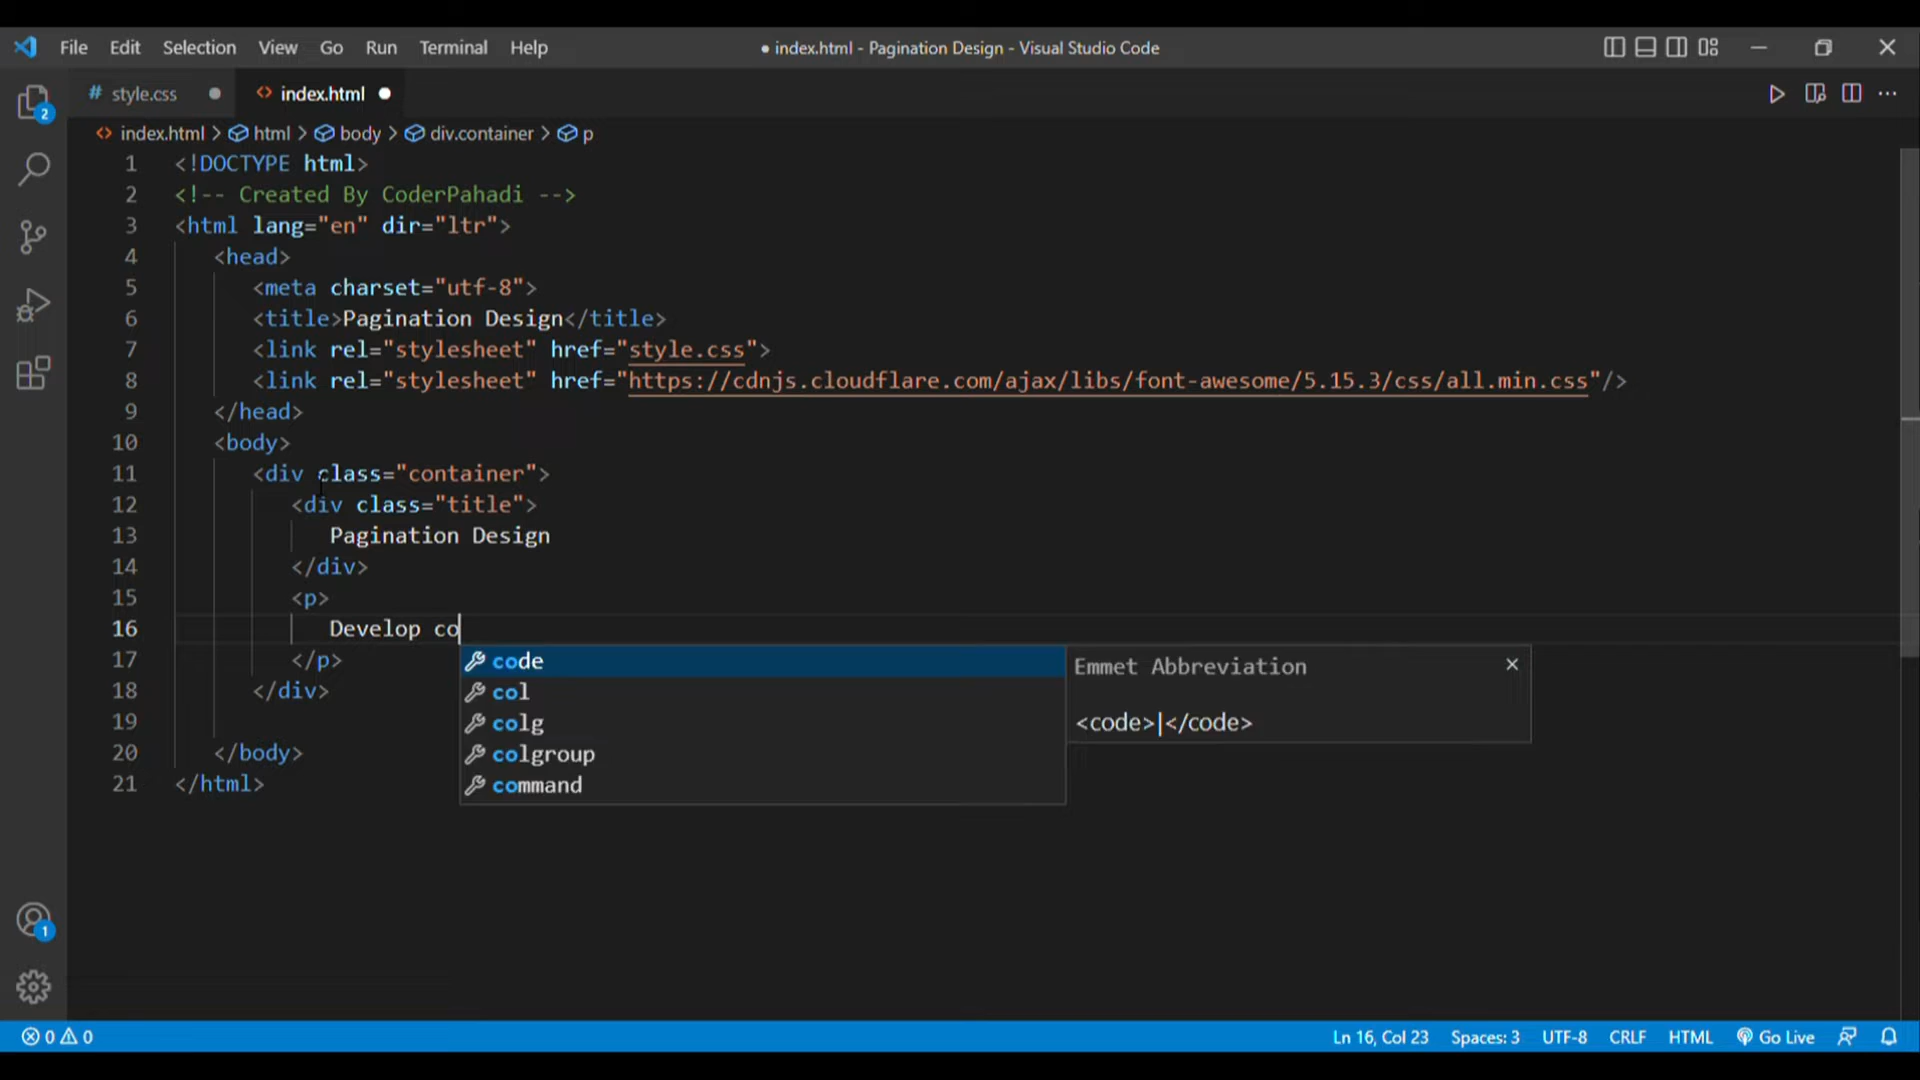 File Edit Selection View Go Run Terminal Help
● index.html - Pagination Design - Visual Studio Code
2
# style.css ●
<> index.html ●
<> index.html > html > body > div.container > p
1 <!DOCTYPE html>
2 <!-- Created By CoderPahadi -->
3 <html lang="en" dir="ltr">
4 <head>
5 <meta charset="utf-8">
6 <title>Pagination Design</title>
7 <link rel="stylesheet" href="style.css">
8 <link rel="stylesheet" href="https://cdnjs.cloudflare.com/ajax/libs/font-awesome/5.15.3/css/all.min.css"/>
9 </head>
10 <body>
11 <div class="container">
12 <div class="title">
13 Pagination Design
14 </div>
15 <p>
16 Develop co
17 </p>
18 </div>
19
20 </body>
21 </html>
code
col
colg
colgroup
command
Emmet Abbreviation
<code>|</code>
1
0 0
Ln 16, Col 23 Spaces: 3 UTF-8 CRLF HTML Go Live